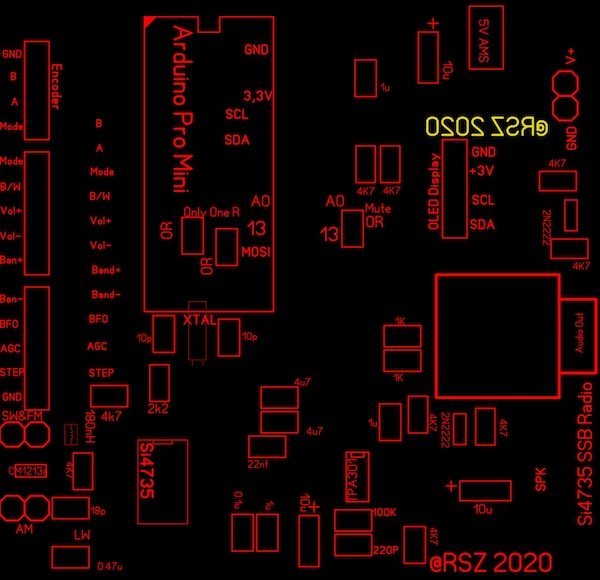 GND
B
A
Mode
Encoder
Mode
B/W
Vol+
Vol-
Ban+
Ban-
BFO
AGC
STEP
GND
B
A
Mode
B/W
Vol+
Vol-
Band+
Band-
BFO
AGC
STEP
Arduino Pro Mini
GND
3,3V
SCL
SDA
A0
Only One R
13
OR
OR
MOSI
XTAL
10p
10p
2k2
4k7
SW&FM
180nH
CM1213a
4K7
AM
18p
LW
0.47u
Si4735
4u7
4u7
22nf
0.1u
1u
10u
+
1u
+
10u
5V AMS
V+
GND
@RSZ 2020
4K7
4K7
A0
13
Mute
OR
OLED Display
GND
+3V
SCL
SDA
4K7
2N2222
4K7
Audio Out
1K
1K
1u
4K7
2N2222
4K7
LPA301
100K
220P
4K7
+
10u
SPK
Si4735 SSB Radio
@RSZ 2020